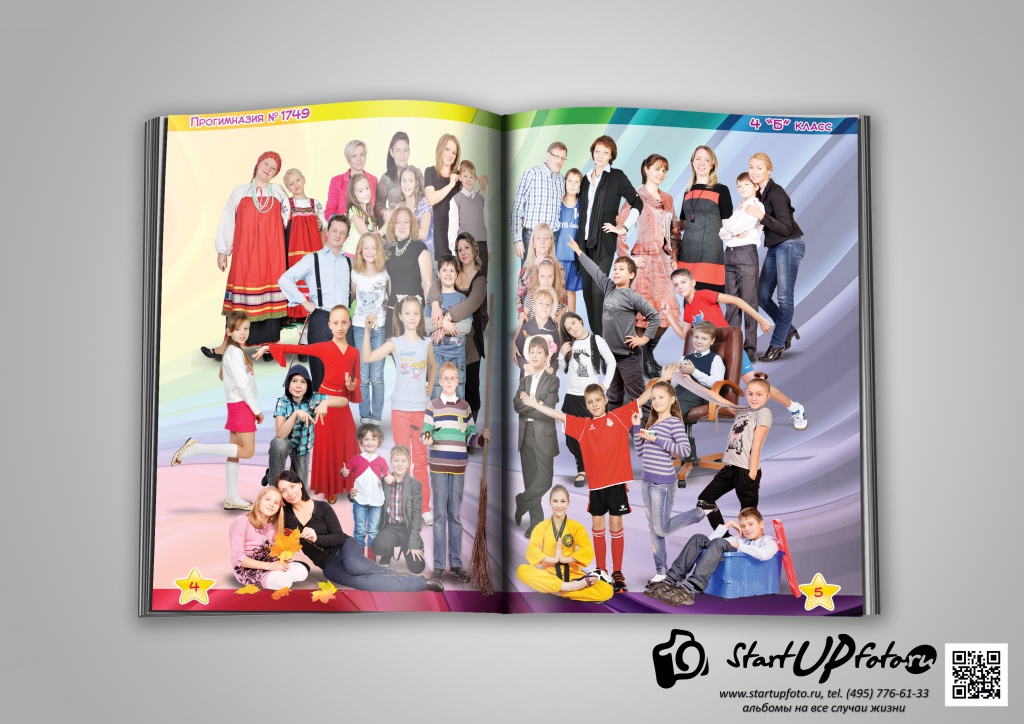 Прогимназия № 1749
4 "Б" класс
4
5
StartUPfoto.ru
www.startupfoto.ru, tel. (495) 776-61-33
альбомы на все случаи жизни